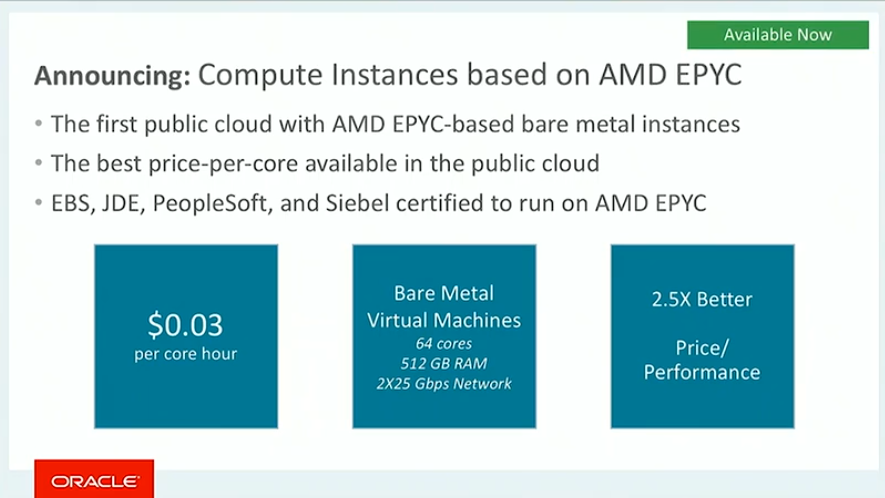 Available Now
Announcing: Compute Instances based on AMD EPYC
• The first public cloud with AMD EPYC-based bare metal instances
• The best price-per-core available in the public cloud
• EBS, JDE, PeopleSoft, and Siebel certified to run on AMD EPYC
$0.03
per core hour
Bare Metal
Virtual Machines
64 cores
512 GB RAM
2X25 Gbps Network
2.5X Better
Price/
Performance
ORACLE